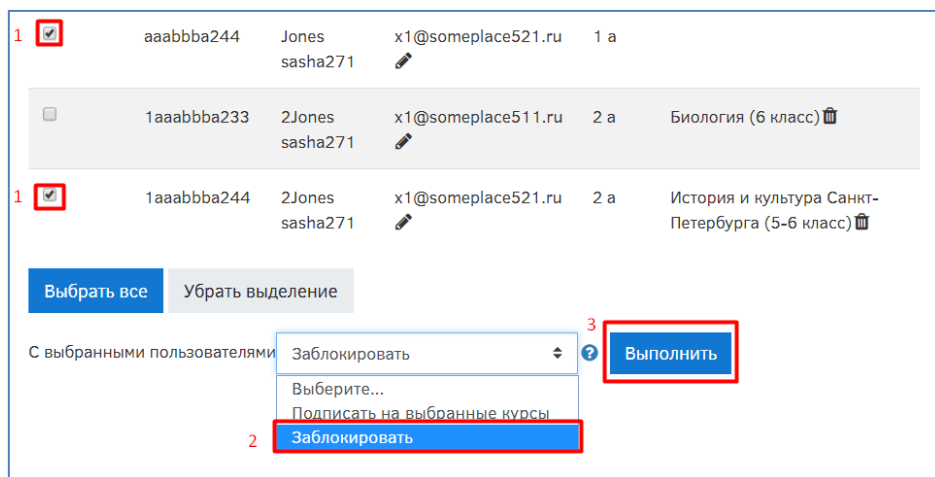 1 aaabbba244 Jones x1@someplace521.ru 1 а
sasha271
1aaabbba233 2Jones x1@someplace511.ru 2 а Биология (6 класс)
sasha271
1 1aaabbba244 2Jones x1@someplace521.ru 2 а История и культура Санкт-
sasha271 Петербурга (5-6 класс)
Выбрать все Убрать выделение
3
С выбранными пользователями Заблокировать ? Выполнить
Выберите...
Подписать на выбранные курсы
2 Заблокировать